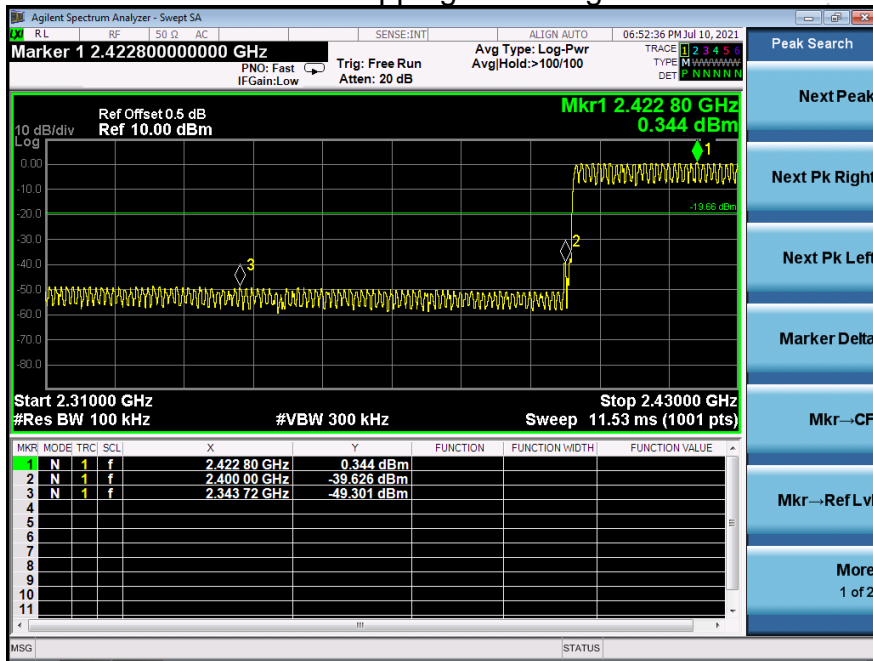 Agilent Spectrum Analyzer - Swept SA
LXI RL RF 50 Ω AC SENSE:INT ALIGN AUTO 06:52:36 PM Jul 10, 2021
Marker 1 2.422800000000 GHz
PNO: Fast
IFGain:Low
Trig: Free Run
Atten: 20 dB
Avg Type: Log-Pwr
Avg|Hold:>100/100
TRACE 1 2 3 4 5 6
TYPE M WWWWW
DET P N N N N N
Ref Offset 0.5 dB
Ref 10.00 dBm
10 dB/div
Log
Mkr1 2.422 80 GHz
0.344 dBm
1
0.00
-10.0
-20.0
-19.66 dBm
-30.0
2
-40.0
3
-50.0
-60.0
-70.0
-80.0
Start 2.31000 GHz
Stop 2.43000 GHz
#Res BW 100 kHz
#VBW 300 kHz
Sweep 11.53 ms (1001 pts)
MKR MODE TRC SCL X Y FUNCTION FUNCTION WIDTH FUNCTION VALUE
1 N 1 f 2.422 80 GHz 0.344 dBm
2 N 1 f 2.400 00 GHz -39.626 dBm
3 N 1 f 2.343 72 GHz -49.301 dBm
4
5
6
7
8
9
10
11
MSG
STATUS
Peak Search
Next Peak
Next Pk Right
Next Pk Left
Marker Delta
Mkr→CF
Mkr→Ref Lvl
More
1 of 2